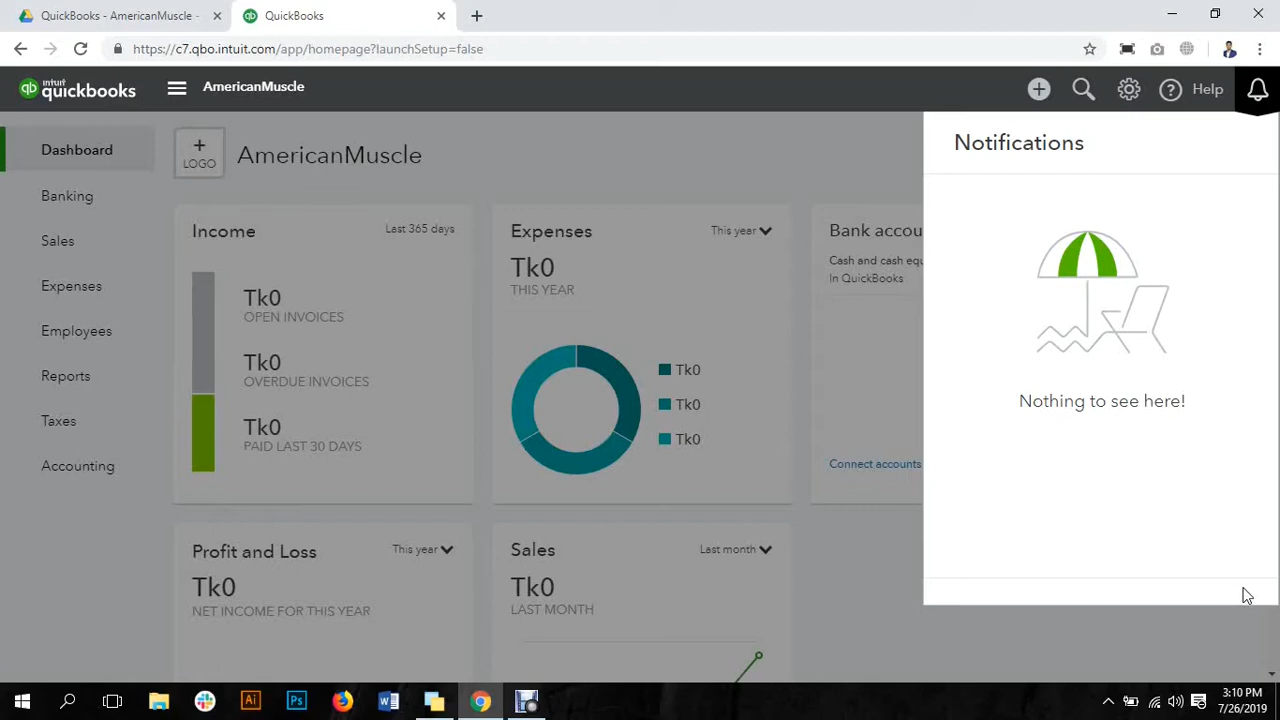 QuickBooks - AmericanMuscle -
QuickBooks
https://c7.qbo.intuit.com/app/homepage?launchSetup=false
qb intuit quickbooks
AmericanMuscle
Help
Dashboard
Banking
Sales
Expenses
Employees
Reports
Taxes
Accounting
+
LOGO
AmericanMuscle
Income
Last 365 days
Tk0
OPEN INVOICES
Tk0
OVERDUE INVOICES
Tk0
PAID LAST 30 DAYS
Expenses
This year
Tk0
THIS YEAR
Tk0
Tk0
Tk0
Bank accou
Cash and cash equ
In QuickBooks
Connect accounts
Profit and Loss
This year
Tk0
NET INCOME FOR THIS YEAR
Sales
Last month
Tk0
LAST MONTH
Notifications
Nothing to see here!
Ai
Ps
3:10 PM
7/26/2019